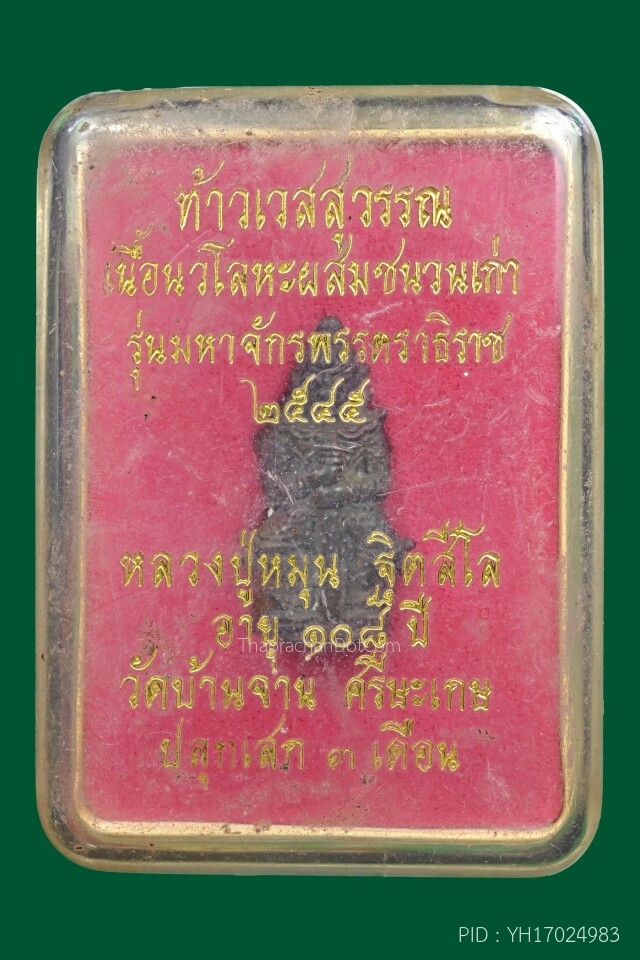 ท้าวเวสสุวรรณ
เนื้อนวโลหะผสมชนวนเก่า
รุ่นมหาจักรพรรตราธิราช
๒๕๔๕
หลวงปู่หมุน ฐิตสีโล
อายุ ๑๐๘ ปี
ThaprachanDot.com
วัดบ้านจาน ศรีษะเกษ
ปลุกเสก ๓ เดือน
PID : YH17024983